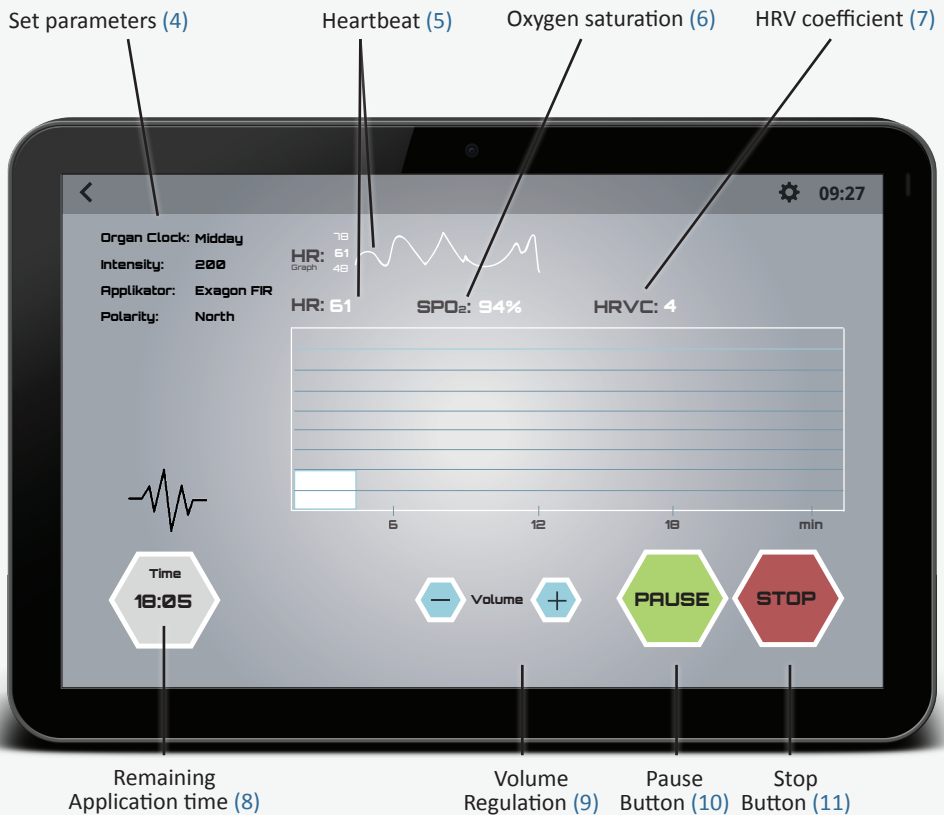 Set parameters (4)
Heartbeat (5)
Oxygen saturation (6)
HRV coefficient (7)
09:27
Organ Clock: Midday
Intensity: 200
Applikator: Exagon FIR
Polarity: North
78
HR: 61
Graph 48
HR: 61
SPO₂: 94%
HRVC: 4
6 12 18 min
Time
18:05
− Volume +
PAUSE
STOP
Remaining
Application time (8)
Volume
Regulation (9)
Pause
Button (10)
Stop
Button (11)